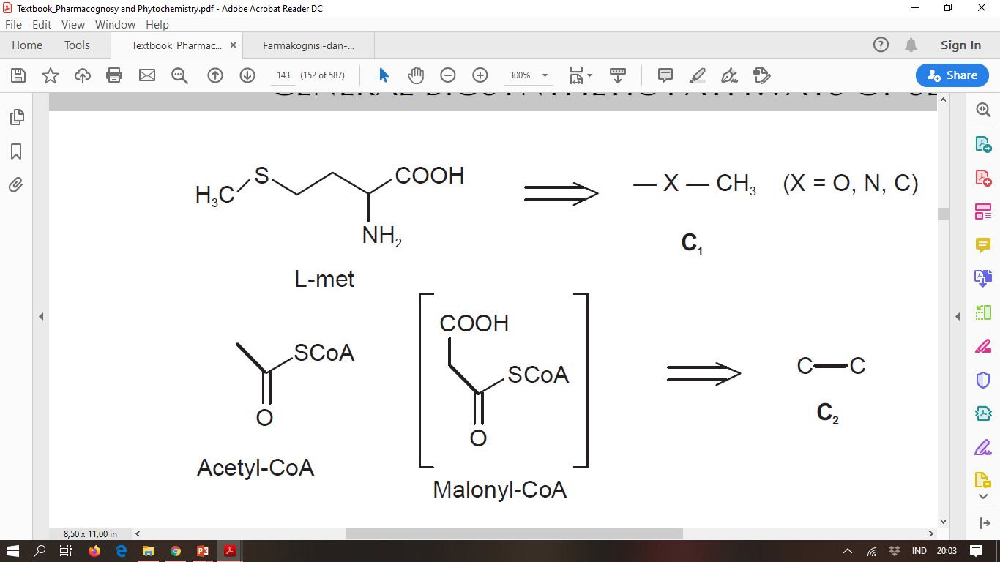 Textbook_Pharmacognosy and Phytochemistry.pdf - Adobe Acrobat Reader DC
File Edit View Window Help
Home Tools Textbook_Pharmac... × Farmakognisi-dan-... ? Sign In
143 (152 of 587) 300% Share
H₃C S COOH
NH₂
L-met
— X — CH₃ (X = O, N, C)
C₁
SCoA
O
Acetyl-CoA
COOH
SCoA
O
Malonyl-CoA
C—C
C₂
8,50 x 11,00 in
IND 20:03